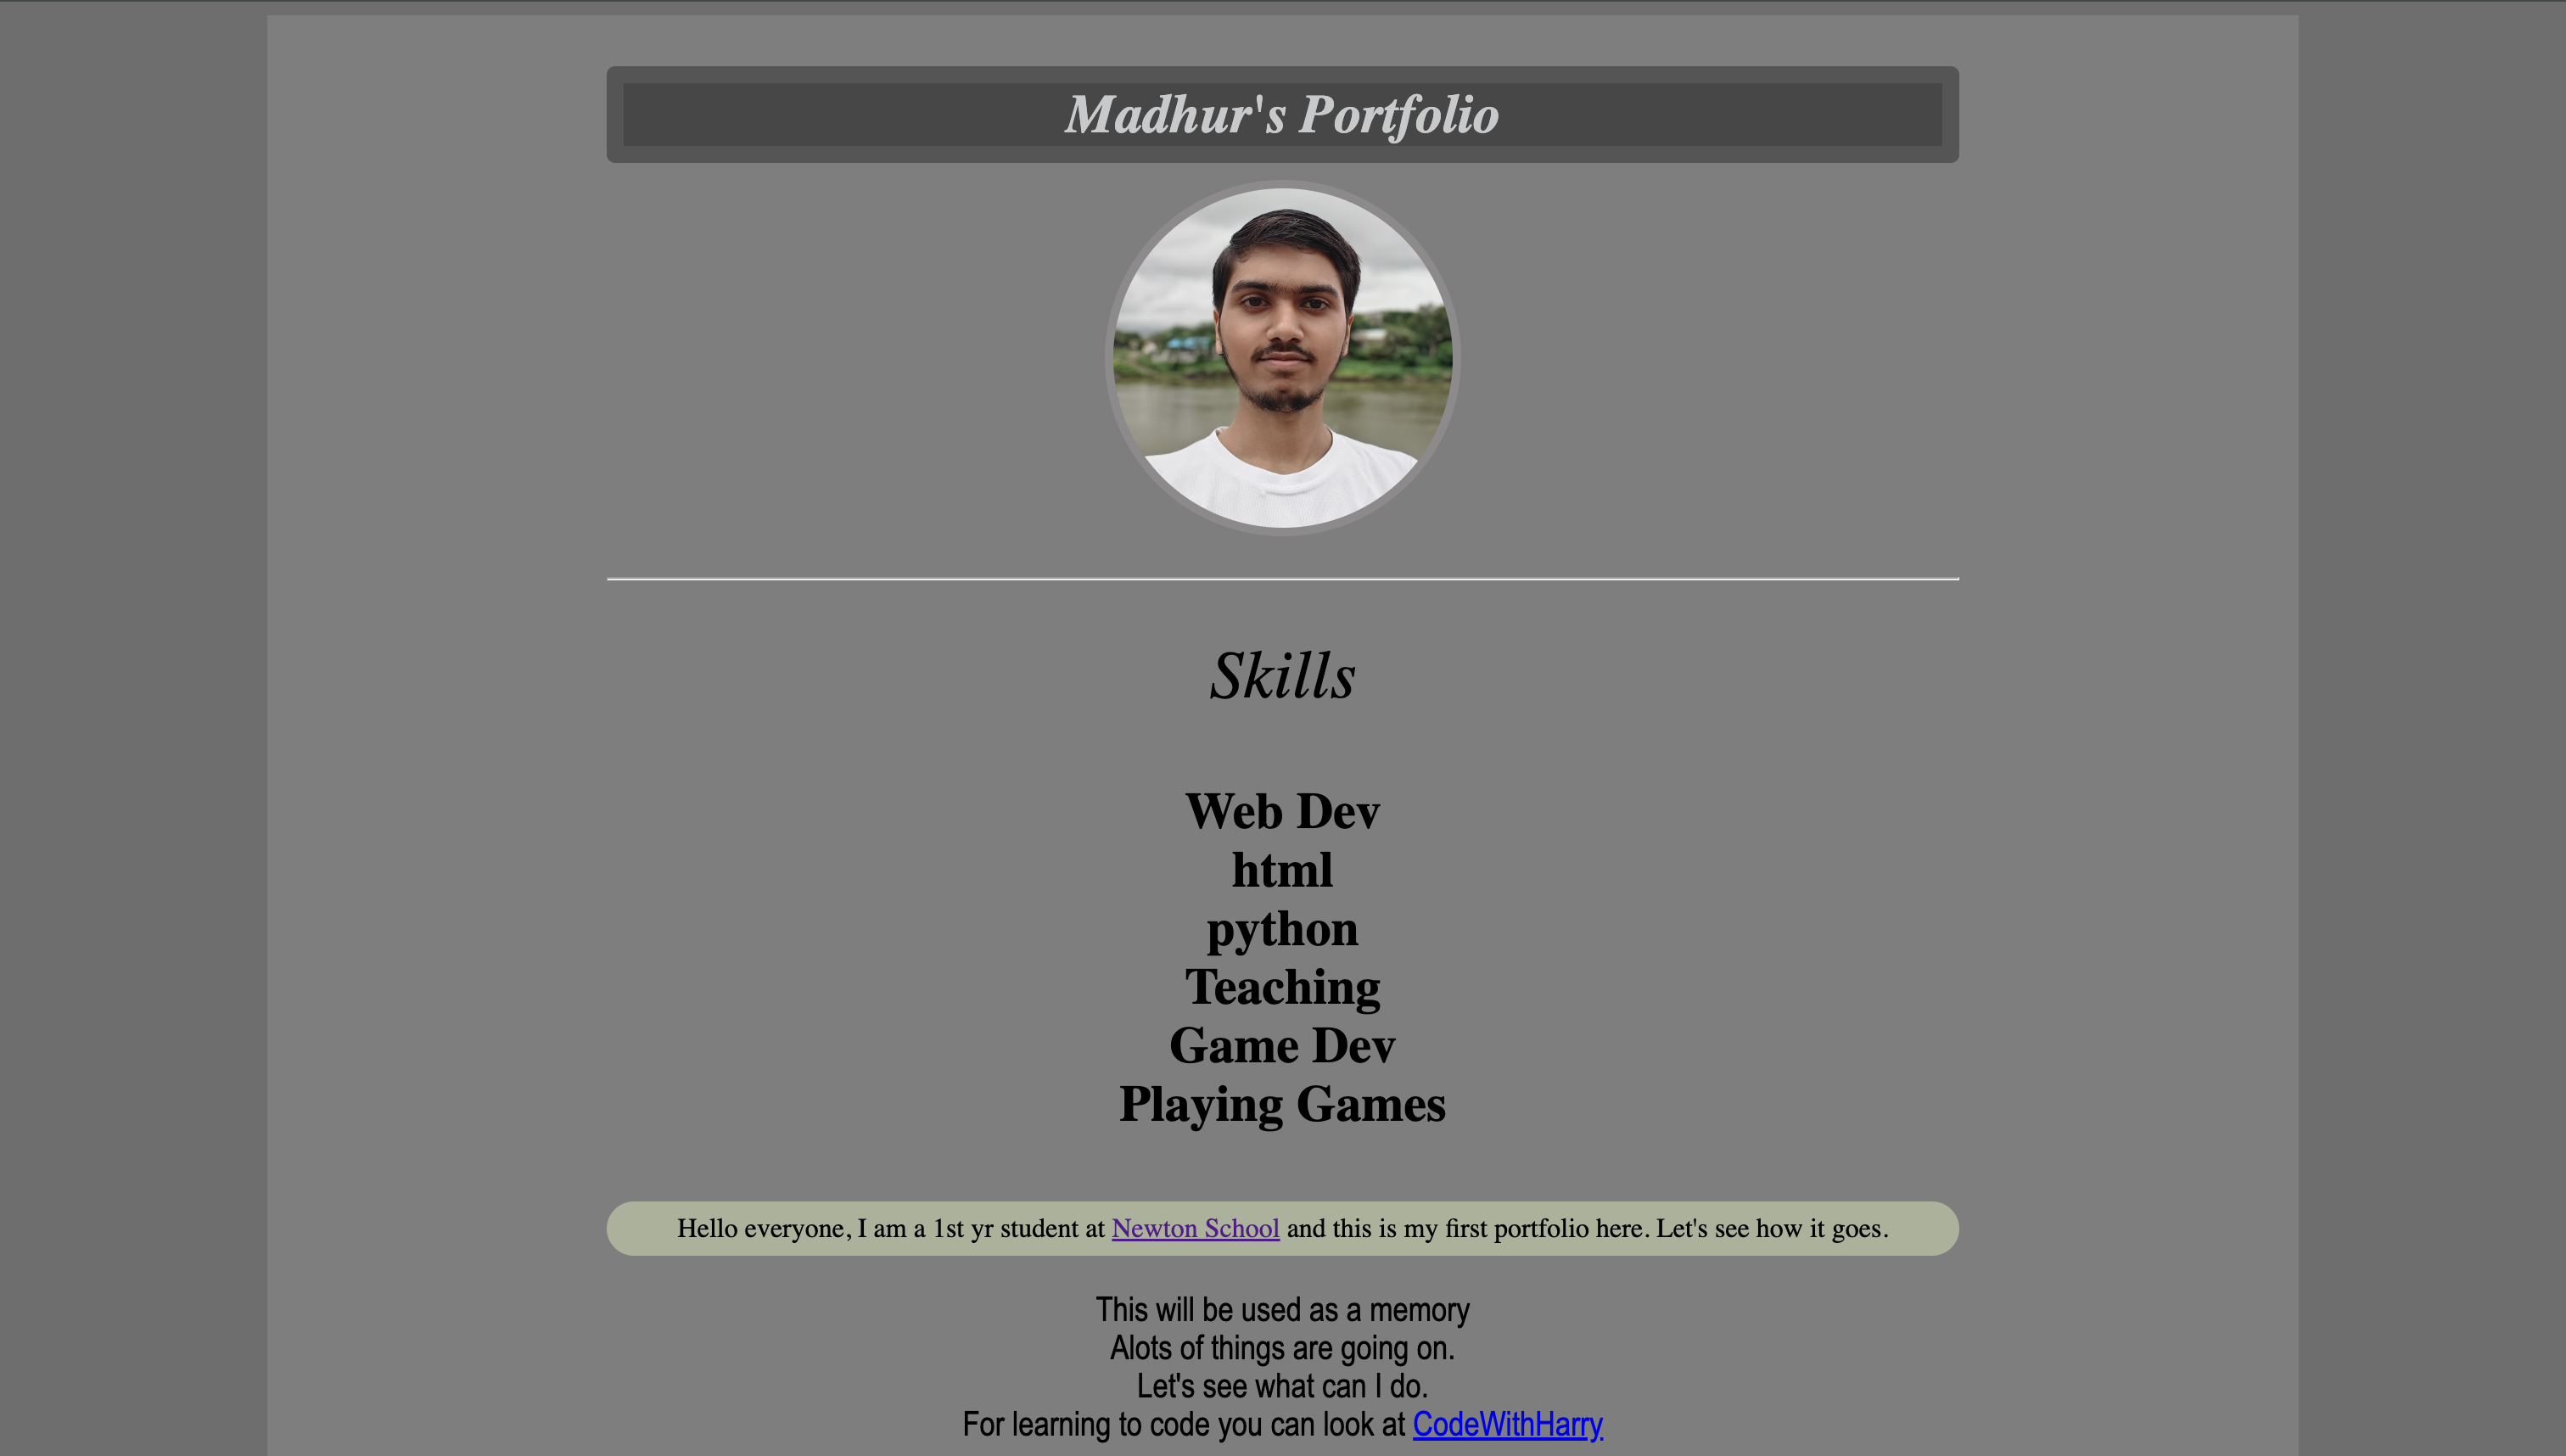 Madhur's Portfolio
Skills
Web Dev
html
python
Teaching
Game Dev
Playing Games
Hello everyone, I am a 1st yr student at Newton School and this is my first portfolio here. Let's see how it goes.
This will be used as a memory
Alots of things are going on.
Let's see what can I do.
For learning to code you can look at CodeWithHarry